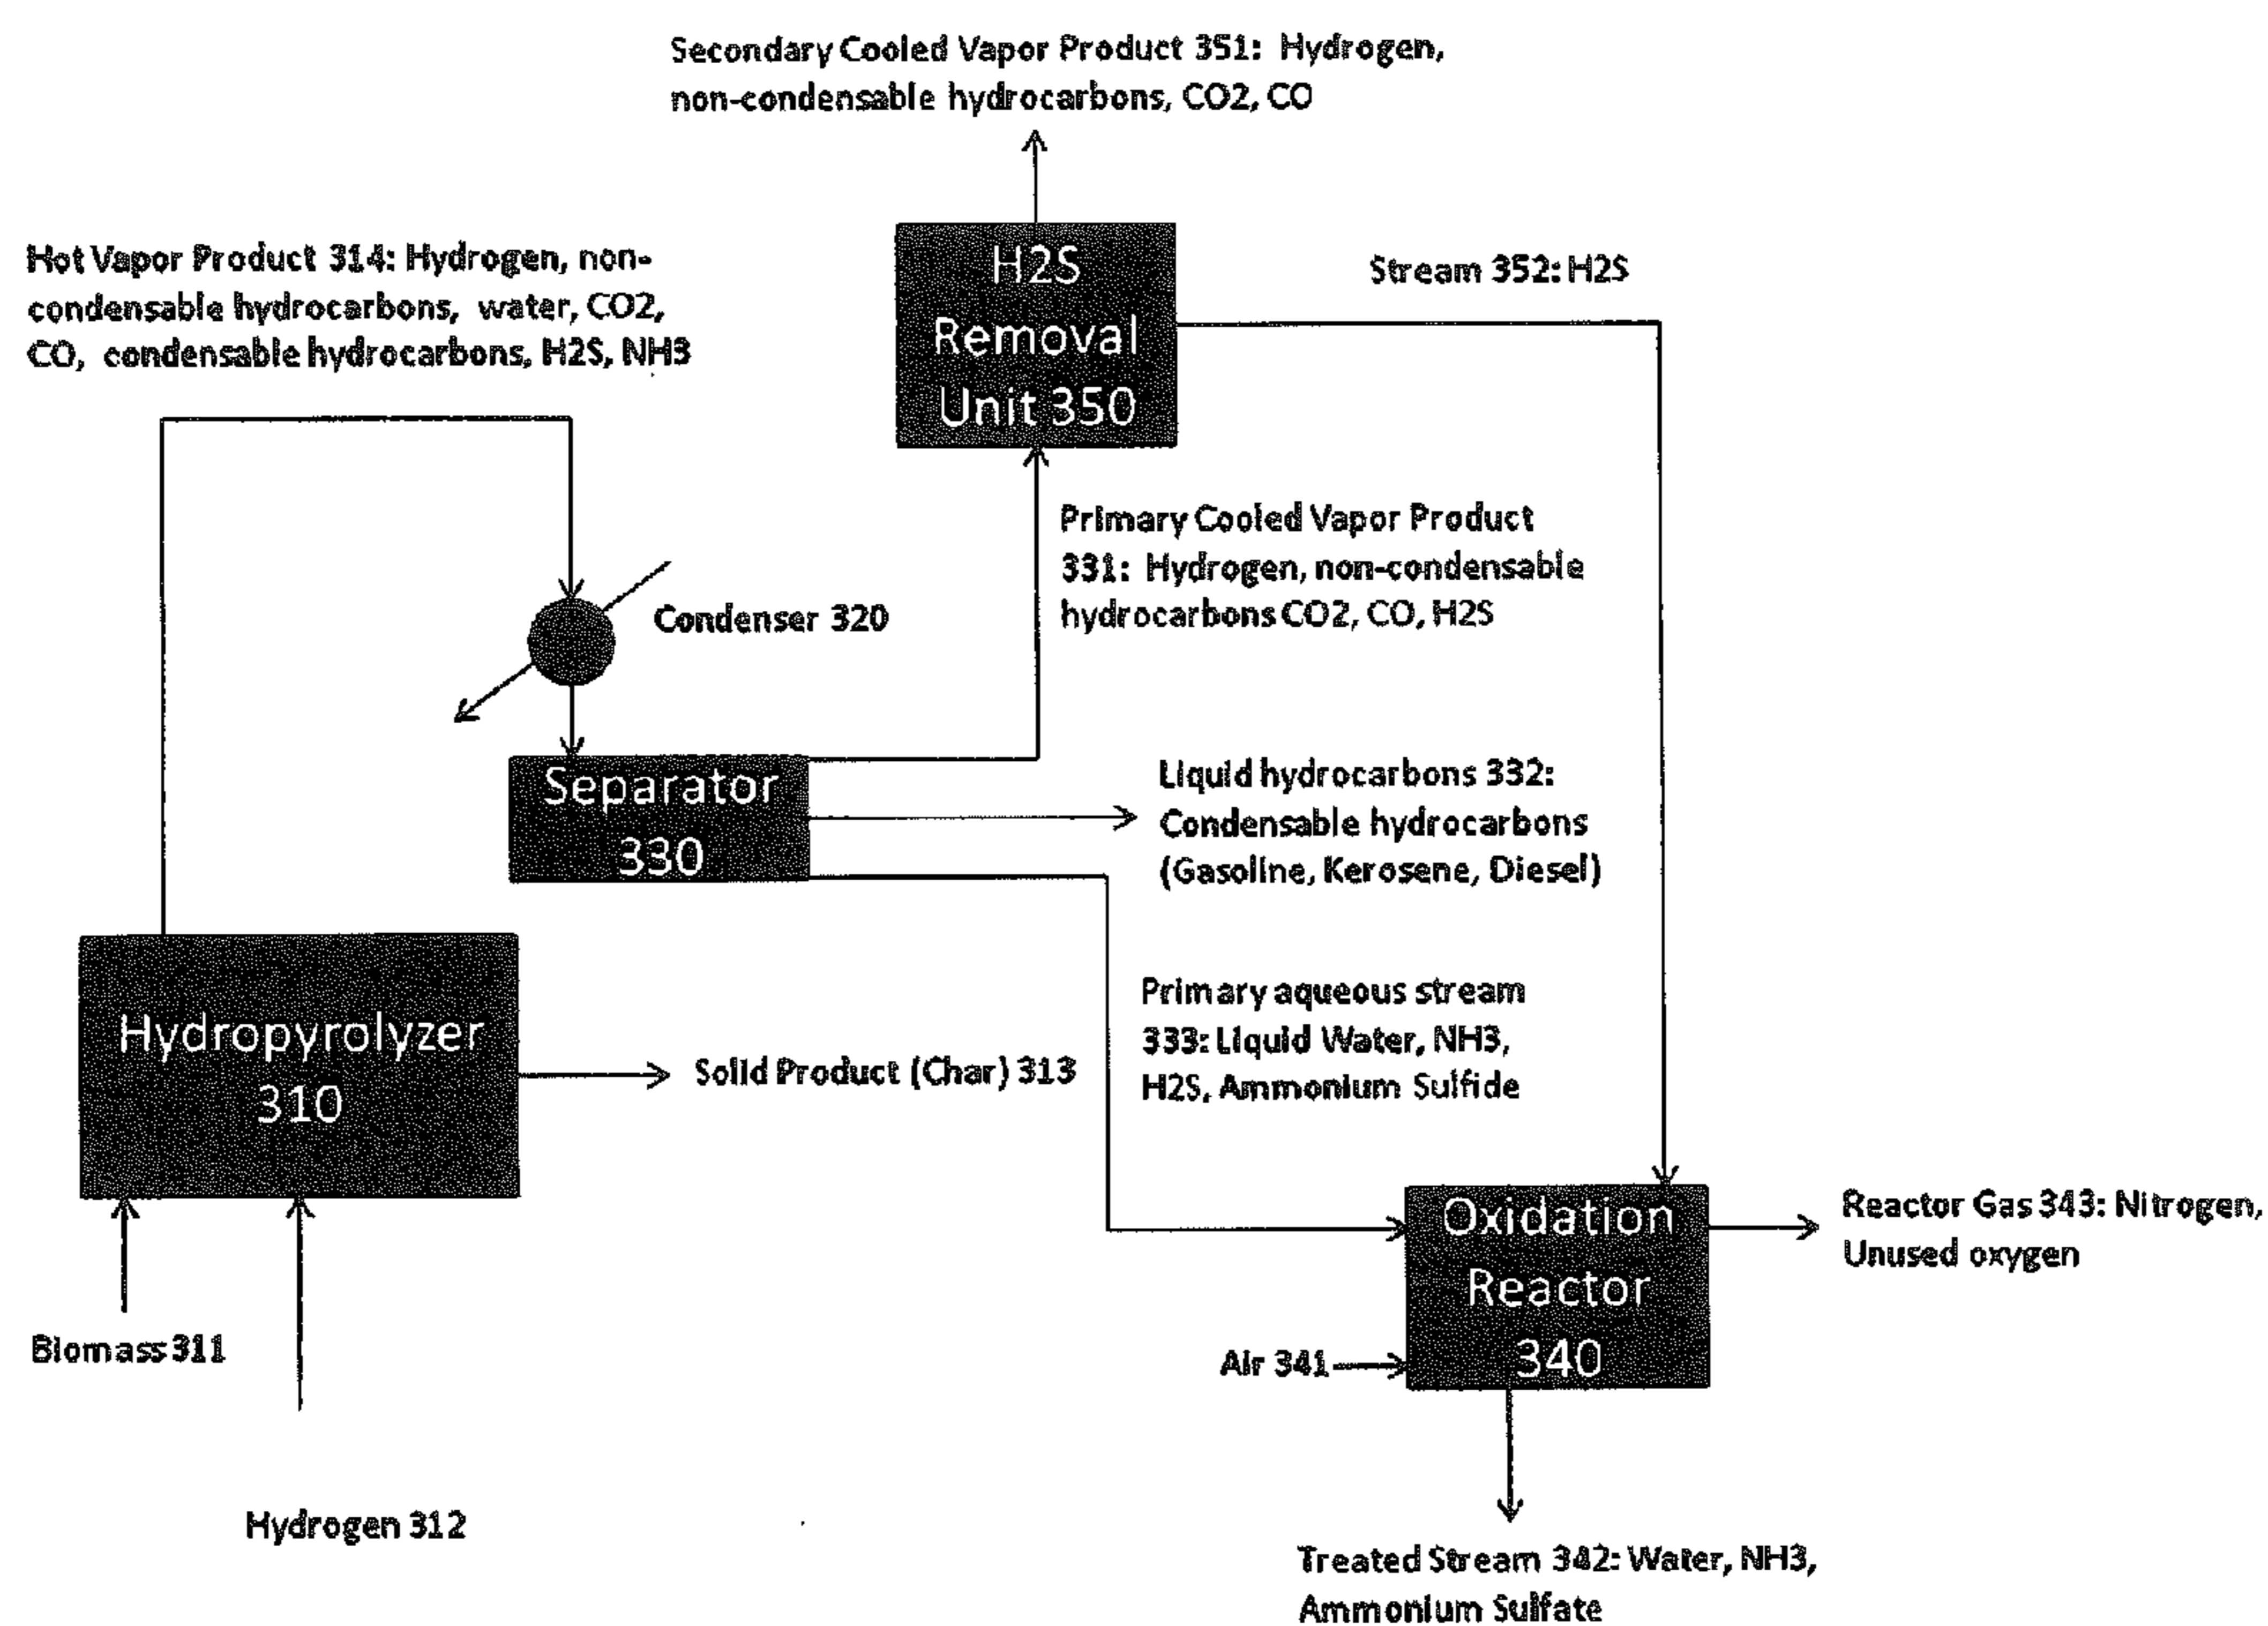 Secondary Cooled Vapor Product 351: Hydrogen,
non-condensable hydrocarbons, CO2, CO
Hot Vapor Product 314: Hydrogen, non-
condensable hydrocarbons, water, CO2,
CO, condensable hydrocarbons, H2S, NH3
H2S
Removal
Unit 350
Stream 352: H2S
Primary Cooled Vapor Product
331: Hydrogen, non-condensable
hydrocarbons CO2, CO, H2S
Condenser 320
Separator
330
Liquid hydrocarbons 332:
Condensable hydrocarbons
(Gasoline, Kerosene, Diesel)
Hydropyrolyzer
310
Solid Product (Char) 313
Primary aqueous stream
333: Liquid Water, NH3,
H2S, Ammonium Sulfide
Oxidation
Reactor
340
Reactor Gas 343: Nitrogen,
Unused oxygen
Biomass 311
Air 341
Hydrogen 312
Treated Stream 342: Water, NH3,
Ammonium Sulfate